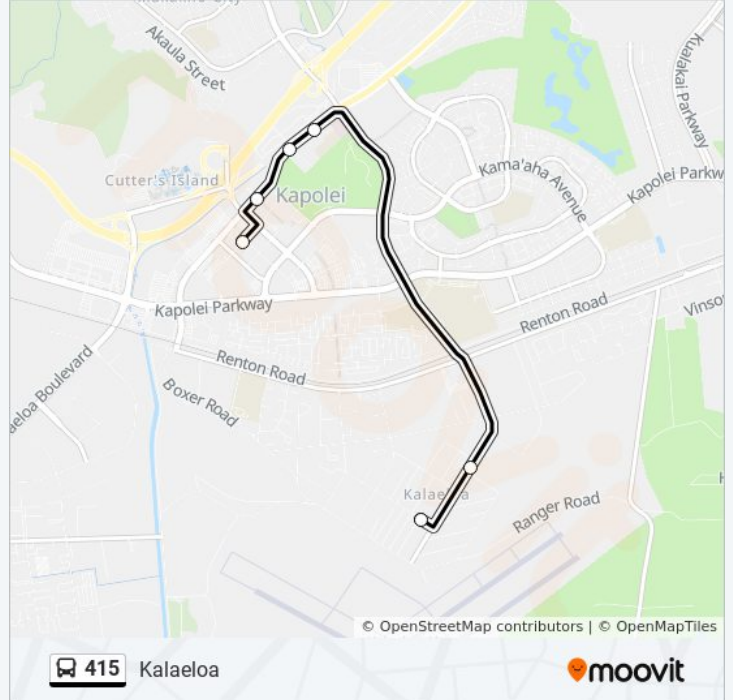 Akaula Street
Kualakai Parkway
Cutter's Island
Kapolei
Kama'aha Avenue
Kapolei Parkw
Kapolei Parkway
Renton Road
Vinso
Renton Road
aeloa Boulevard
Boxer Road
Kalaeloa
Ranger Road
© OpenStreetMap contributors | © OpenMapTiles
415 Kalaeloa
moovit